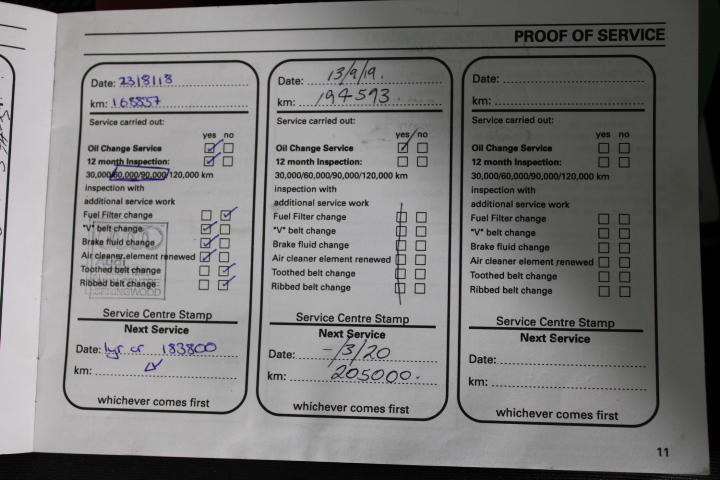 PROOF OF SERVICE
Date: 23/8/18
km: 168857
Service carried out:
yes no
Oil Change Service
12 month Inspection:
30,000/60,000/90,000/120,000 km
inspection with
additional service work
Fuel Filter change
"V" belt change
Brake fluid change
Air cleaner element renewed
Toothed belt change
Ribbed belt change
Audi
SPRINGWOOD
Service Centre Stamp
Next Service
Date: 1yr or 183800
km:
whichever comes first
Date: 13/9/19.
km: 194593.
Service carried out:
yes no
Oil Change Service
12 month Inspection:
30,000/60,000/90,000/120,000 km
inspection with
additional service work
Fuel Filter change
"V" belt change
Brake fluid change
Air cleaner element renewed
Toothed belt change
Ribbed belt change
Service Centre Stamp
Next Service
Date: -/3/20
km: 205000.
whichever comes first
Date:
km:
Service carried out:
yes no
Oil Change Service
12 month Inspection:
30,000/60,000/90,000/120,000 km
inspection with
additional service work
Fuel Filter change
"V" belt change
Brake fluid change
Air cleaner element renewed
Toothed belt change
Ribbed belt change
Service Centre Stamp
Next Service
Date:
km:
whichever comes first
11